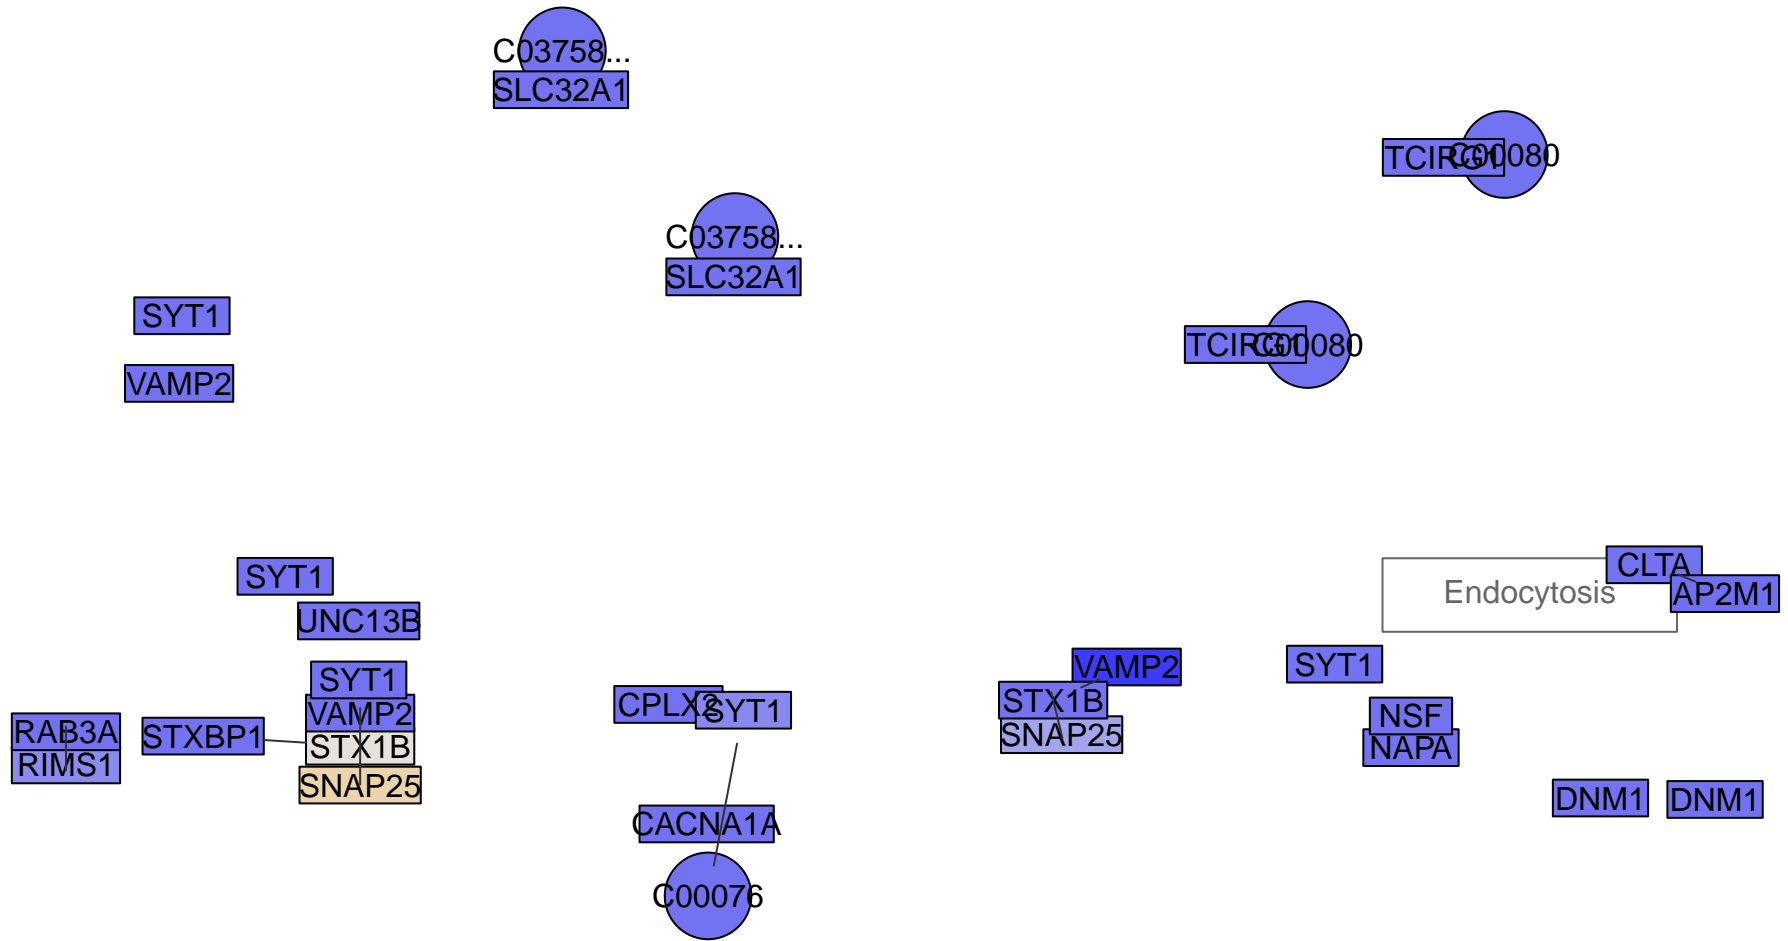 C03758...
SLC32A1
TCIRG1
C00080
C03758...
SLC32A1
SYT1
TCIRG1
C00080
VAMP2
SYT1
CLTA
Endocytosis
AP2M1
UNC13B
SYT1
VAMP2
SYT1
STX1B
CPLX2
SYT1
VAMP2
NSF
RAB3A
STXBP1
SNAP25
STX1B
NAPA
RIMS1
SNAP25
DNM1
DNM1
CACNA1A
C00076